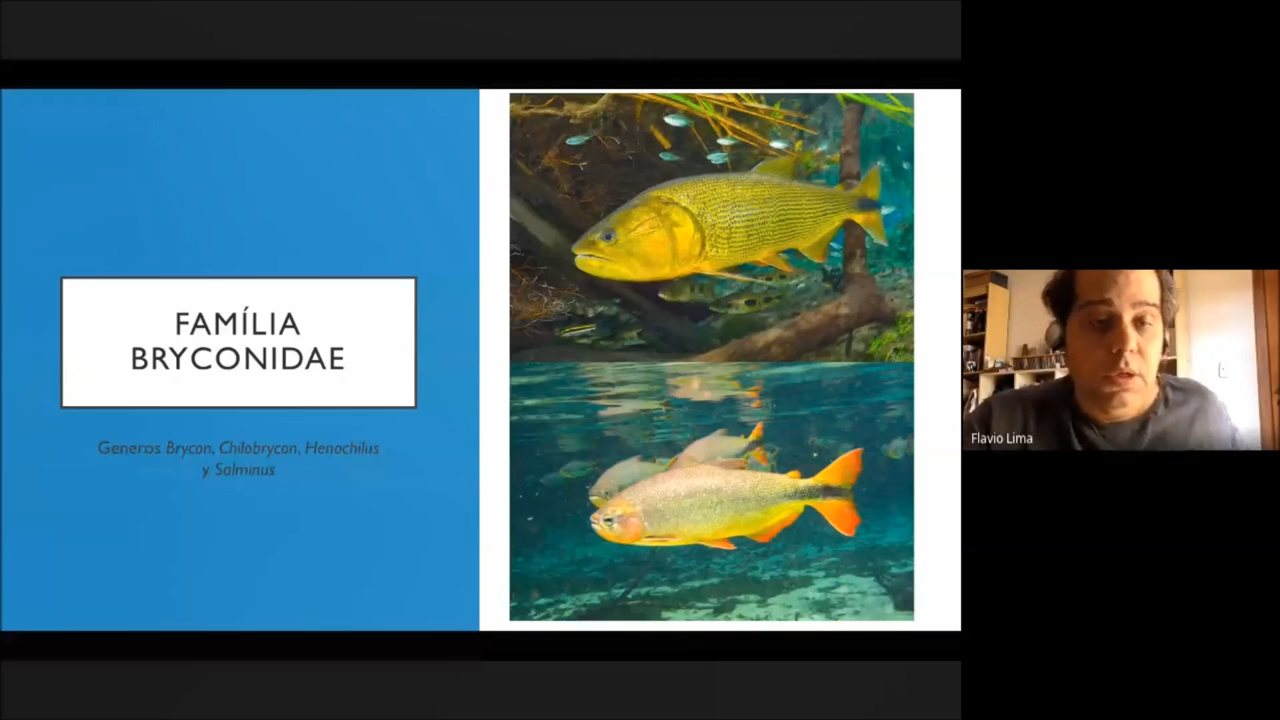 FAMÍLIA
BRYCONIDAE
Generos Brycon, Chilobrycon, Henochilus
y Salminus
Flavio Lima